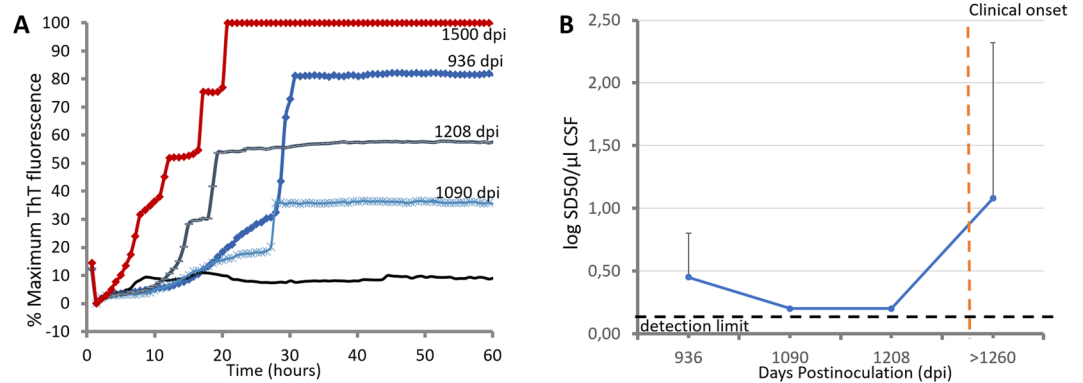 A
% Maximum ThT fluorescence
100
90
80
70
60
50
40
30
20
10
0
-10
1500 dpi
936 dpi
1208 dpi
1090 dpi
0 10 20 30 40 50 60
Time (hours)
B
Clinical onset
log SD50/µl CSF
2,50
2,00
1,50
1,00
0,50
0,00
detection limit
936 1090 1208 >1260
Days Postinoculation (dpi)